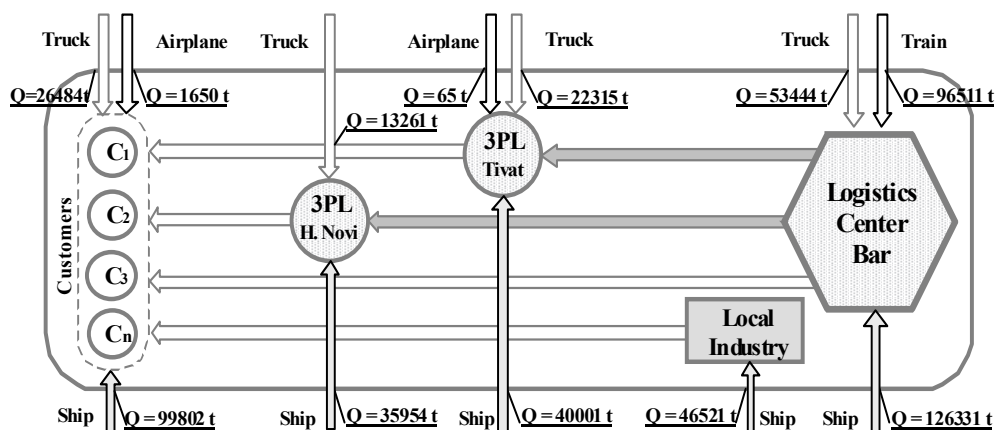 Truck
Airplane
Truck
Airplane
Truck
Truck
Train
Q=26484t
Q = 1650 t
Q = 65 t
Q = 22315 t
Q = 53444 t
Q = 96511 t
Q = 13261 t
Customers
C1
C2
C3
Cn
3PL
Tivat
3PL
H. Novi
Logistics
Center
Bar
Local
Industry
Ship
Q = 99802 t
Ship
Q = 35954 t
Ship
Q = 40001 t
Q = 46521 t
Ship
Ship
Q = 126331 t